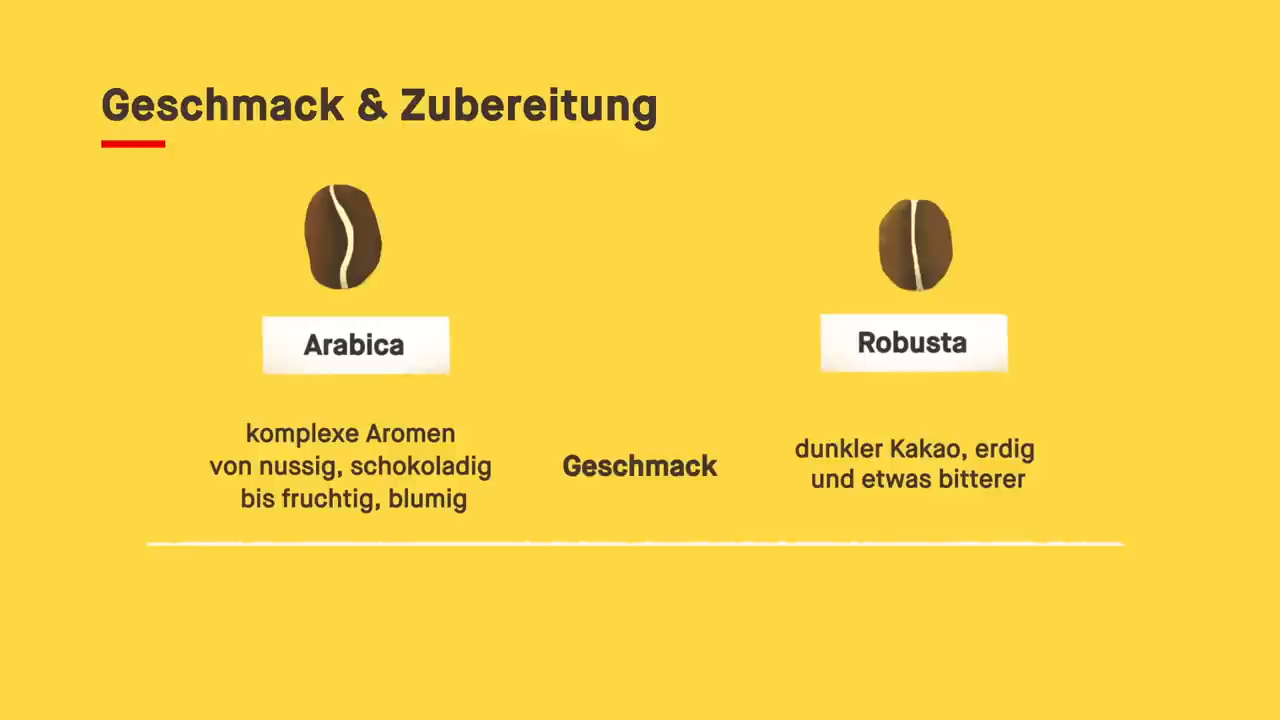 Geschmack & Zubereitung
Arabica
Robusta
komplexe Aromen
von nussig, schokoladig
bis fruchtig, blumig
Geschmack
dunkler Kakao, erdig
und etwas bitterer